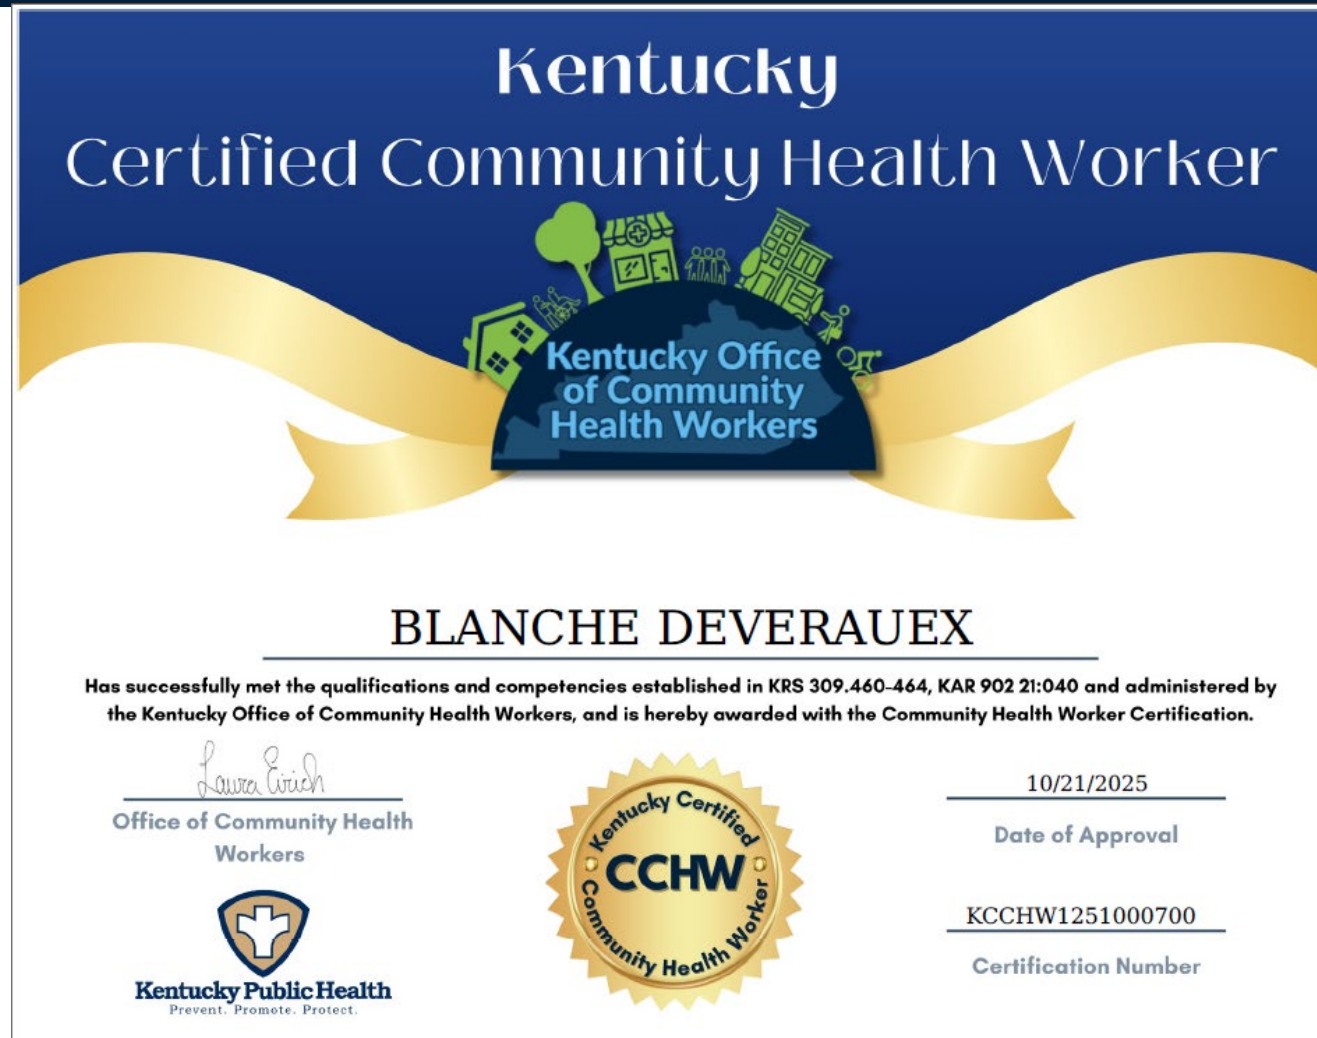 Kentucky
Certified Community Health Worker
Kentucky Office
of Community
Health Workers
BLANCHE DEVERAUEX
Has successfully met the qualifications and competencies established in KRS 309.460-464, KAR 902 21:040 and administered by
the Kentucky Office of Community Health Workers, and is hereby awarded with the Community Health Worker Certification.
Laura Eirich
Office of Community Health
Workers
Kentucky Public Health
Prevent. Promote. Protect.
Kentucky Certified
CCHW
Community Health Worker
10/21/2025
Date of Approval
KCCHW1251000700
Certification Number